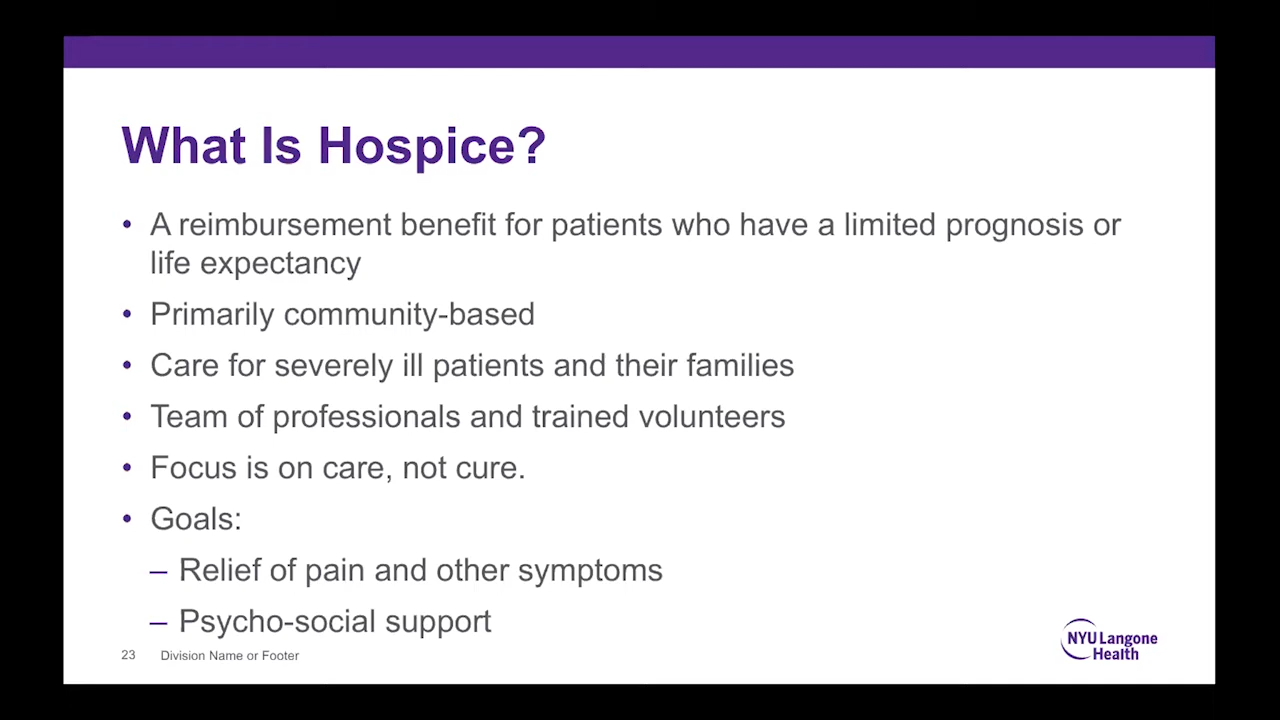 What Is Hospice?
• A reimbursement benefit for patients who have a limited prognosis or
life expectancy
• Primarily community-based
• Care for severely ill patients and their families
• Team of professionals and trained volunteers
• Focus is on care, not cure.
• Goals:
– Relief of pain and other symptoms
– Psycho-social support
23 Division Name or Footer
NYU Langone
Health